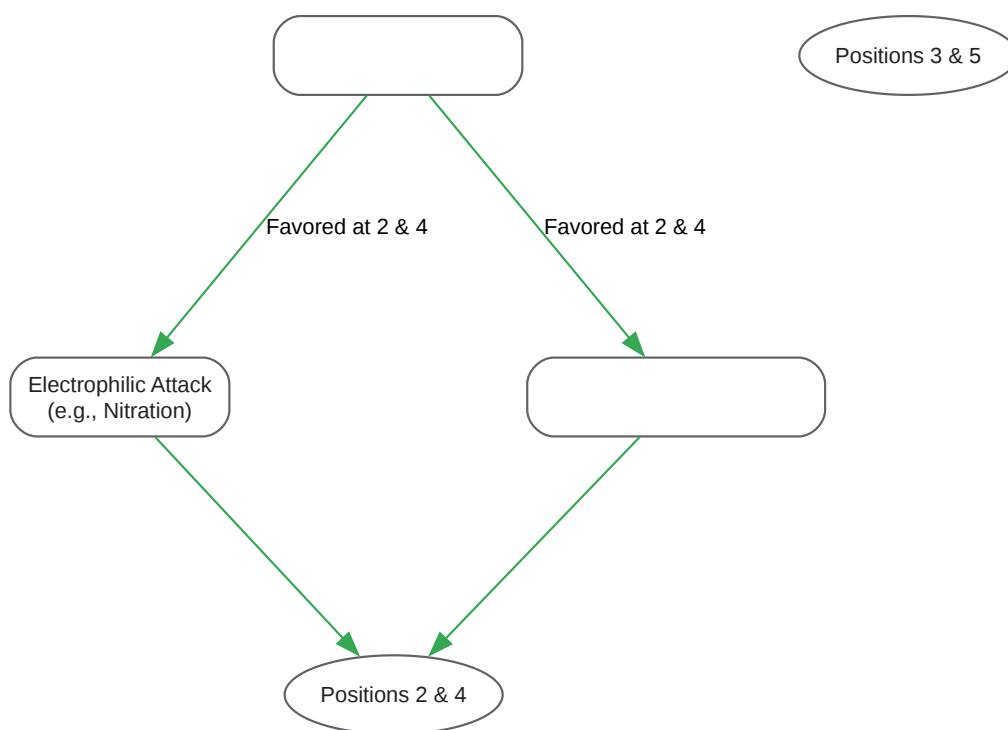 Positions 3 & 5
Favored at 2 & 4
Favored at 2 & 4
Electrophilic Attack
(e.g., Nitration)
Positions 2 & 4